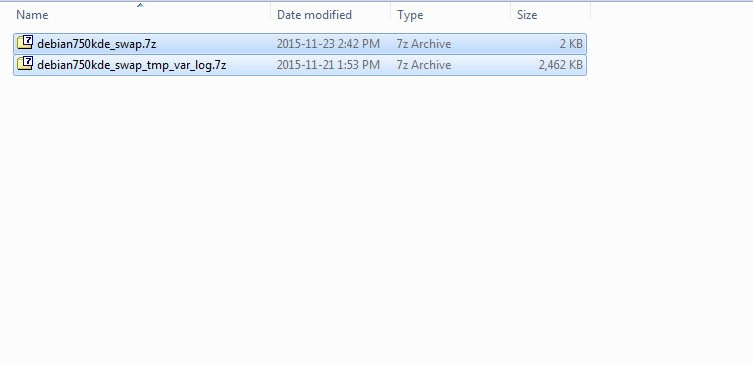 Name Date modified Type Size
debian750kde_swap.7z 2015-11-23 2:42 PM 7z Archive 2 KB
debian750kde_swap_tmp_var_log.7z 2015-11-21 1:53 PM 7z Archive 2,462 KB